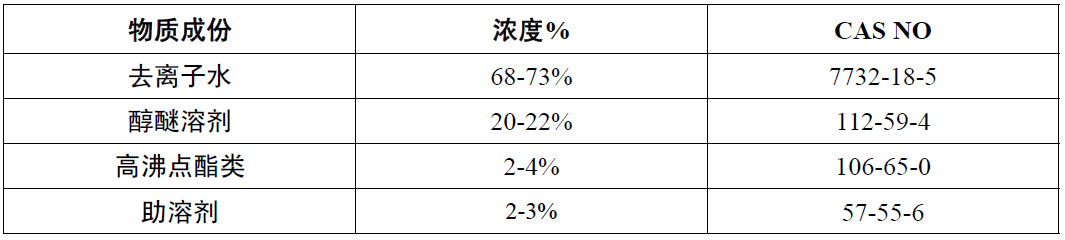 物质成份 浓度% CAS NO
去离子水 68-73% 7732-18-5
醇醚溶剂 20-22% 112-59-4
高沸点酯类 2-4% 106-65-0
助溶剂 2-3% 57-55-6